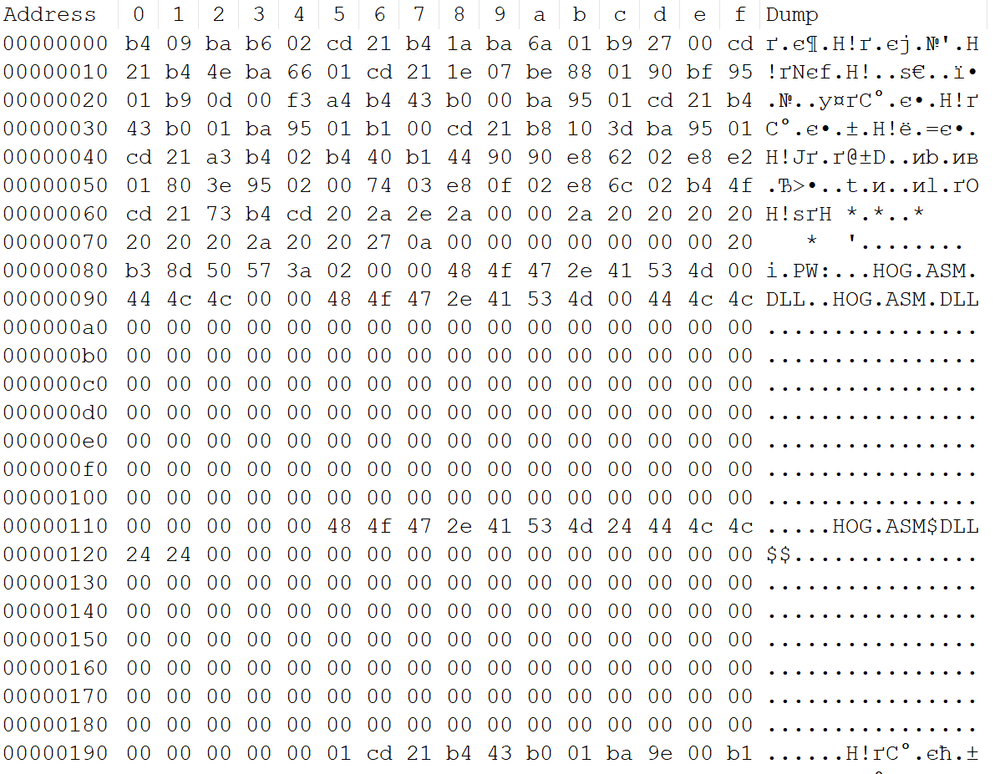 Address 0 1 2 3 4 5 6 7 8 9 a b c d e f Dump
00000000 b4 09 ba b6 02 cd 21 b4 1a ba 6a 01 b9 27 00 cd ґ.є¶.Н!ґ.єj.№'.Н
00000010 21 b4 4e ba 66 01 cd 21 1e 07 be 88 01 90 bf 95 !ґNєf.Н!..ѕ€..ї•
00000020 01 b9 0d 00 f3 a4 b4 43 b0 00 ba 95 01 cd 21 b4 .№..у¤ґC°.є•.Н!ґ
00000030 43 b0 01 ba 95 01 b1 00 cd 21 b8 10 3d ba 95 01 C°.є•.±.Н!ё.=є•.
00000040 cd 21 a3 b4 02 b4 40 b1 44 90 90 e8 62 02 e8 e2 Н!Јґ.ґ@±D..иb.ив
00000050 01 80 3e 95 02 00 74 03 e8 0f 02 e8 6c 02 b4 4f .Ђ>•..t.и..иl.ґO
00000060 cd 21 73 b4 cd 20 2a 2e 2a 00 00 2a 20 20 20 20 Н!sґН *.*..*
00000070 20 20 20 2a 20 20 27 0a 00 00 00 00 00 00 00 20 * '........
00000080 b3 8d 50 57 3a 02 00 00 48 4f 47 2e 41 53 4d 00 і.PW:...HOG.ASM.
00000090 44 4c 4c 00 00 48 4f 47 2e 41 53 4d 00 44 4c 4c DLL..HOG.ASM.DLL
000000a0 00 00 00 00 00 00 00 00 00 00 00 00 00 00 00 00 ................
000000b0 00 00 00 00 00 00 00 00 00 00 00 00 00 00 00 00 ................
000000c0 00 00 00 00 00 00 00 00 00 00 00 00 00 00 00 00 ................
000000d0 00 00 00 00 00 00 00 00 00 00 00 00 00 00 00 00 ................
000000e0 00 00 00 00 00 00 00 00 00 00 00 00 00 00 00 00 ................
000000f0 00 00 00 00 00 00 00 00 00 00 00 00 00 00 00 00 ................
00000100 00 00 00 00 00 00 00 00 00 00 00 00 00 00 00 00 ................
00000110 00 00 00 00 00 48 4f 47 2e 41 53 4d 24 44 4c 4c .....HOG.ASM$DLL
00000120 24 24 00 00 00 00 00 00 00 00 00 00 00 00 00 00 $$..............
00000130 00 00 00 00 00 00 00 00 00 00 00 00 00 00 00 00 ................
00000140 00 00 00 00 00 00 00 00 00 00 00 00 00 00 00 00 ................
00000150 00 00 00 00 00 00 00 00 00 00 00 00 00 00 00 00 ................
00000160 00 00 00 00 00 00 00 00 00 00 00 00 00 00 00 00 ................
00000170 00 00 00 00 00 00 00 00 00 00 00 00 00 00 00 00 ................
00000180 00 00 00 00 00 00 00 00 00 00 00 00 00 00 00 00 ................
00000190 00 00 00 00 00 01 cd 21 b4 43 b0 01 ba 9e 00 b1 ......Н!ґC°.єћ.±